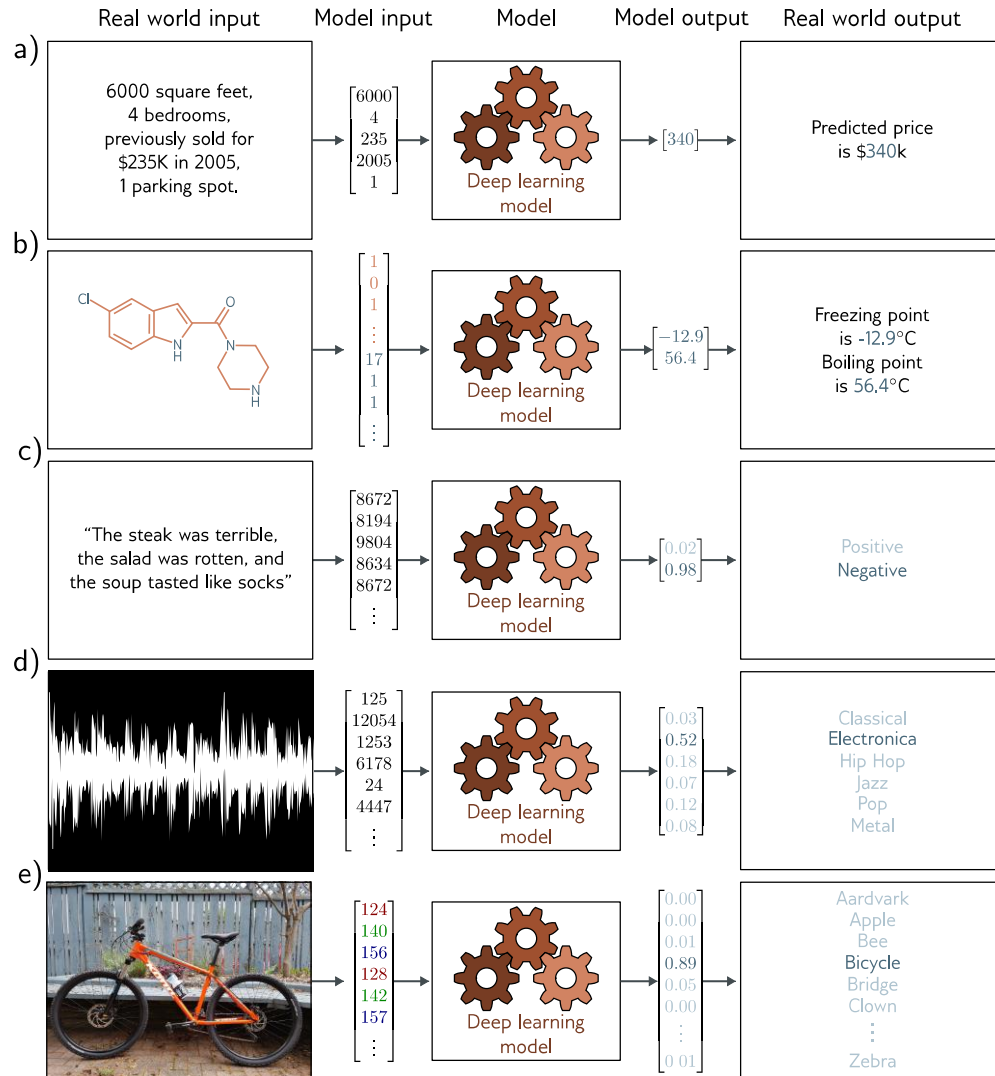 Real world input
Model input
Model
Model output
Real world output
a)
6000 square feet,
4 bedrooms,
previously sold for
$235K in 2005,
1 parking spot.
6000
4
235
2005
1
Deep learning
model
[340]
Predicted price
is $340k
b)
Cl
O
N
H
N
N
H
1
0
1
⋮
17
1
1
⋮
Deep learning
model
−12.9
56.4
Freezing point
is -12.9°C
Boiling point
is 56.4°C
c)
“The steak was terrible,
the salad was rotten, and
the soup tasted like socks”
8672
8194
9804
8634
8672
⋮
Deep learning
model
0.02
0.98
Positive
Negative
d)
125
12054
1253
6178
24
4447
⋮
Deep learning
model
0.03
0.52
0.18
0.07
0.12
0.08
Classical
Electronica
Hip Hop
Jazz
Pop
Metal
e)
124
140
156
128
142
157
⋮
Deep learning
model
0.00
0.00
0.01
0.89
0.05
0.00
⋮
0.01
Aardvark
Apple
Bee
Bicycle
Bridge
Clown
⋮
Zebra